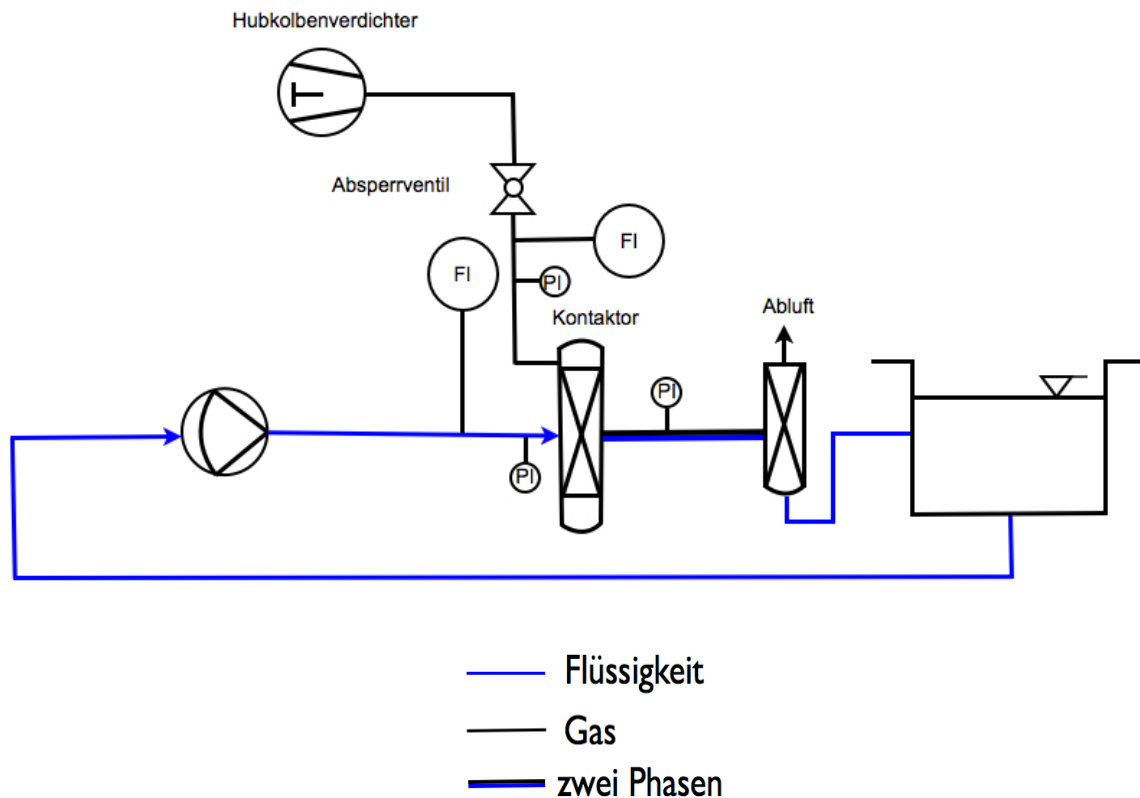 Hubkolbenverdichter
Absperrventil
FI
FI
PI
Kontaktor
Abluft
PI
PI
Flüssigkeit
Gas
zwei Phasen